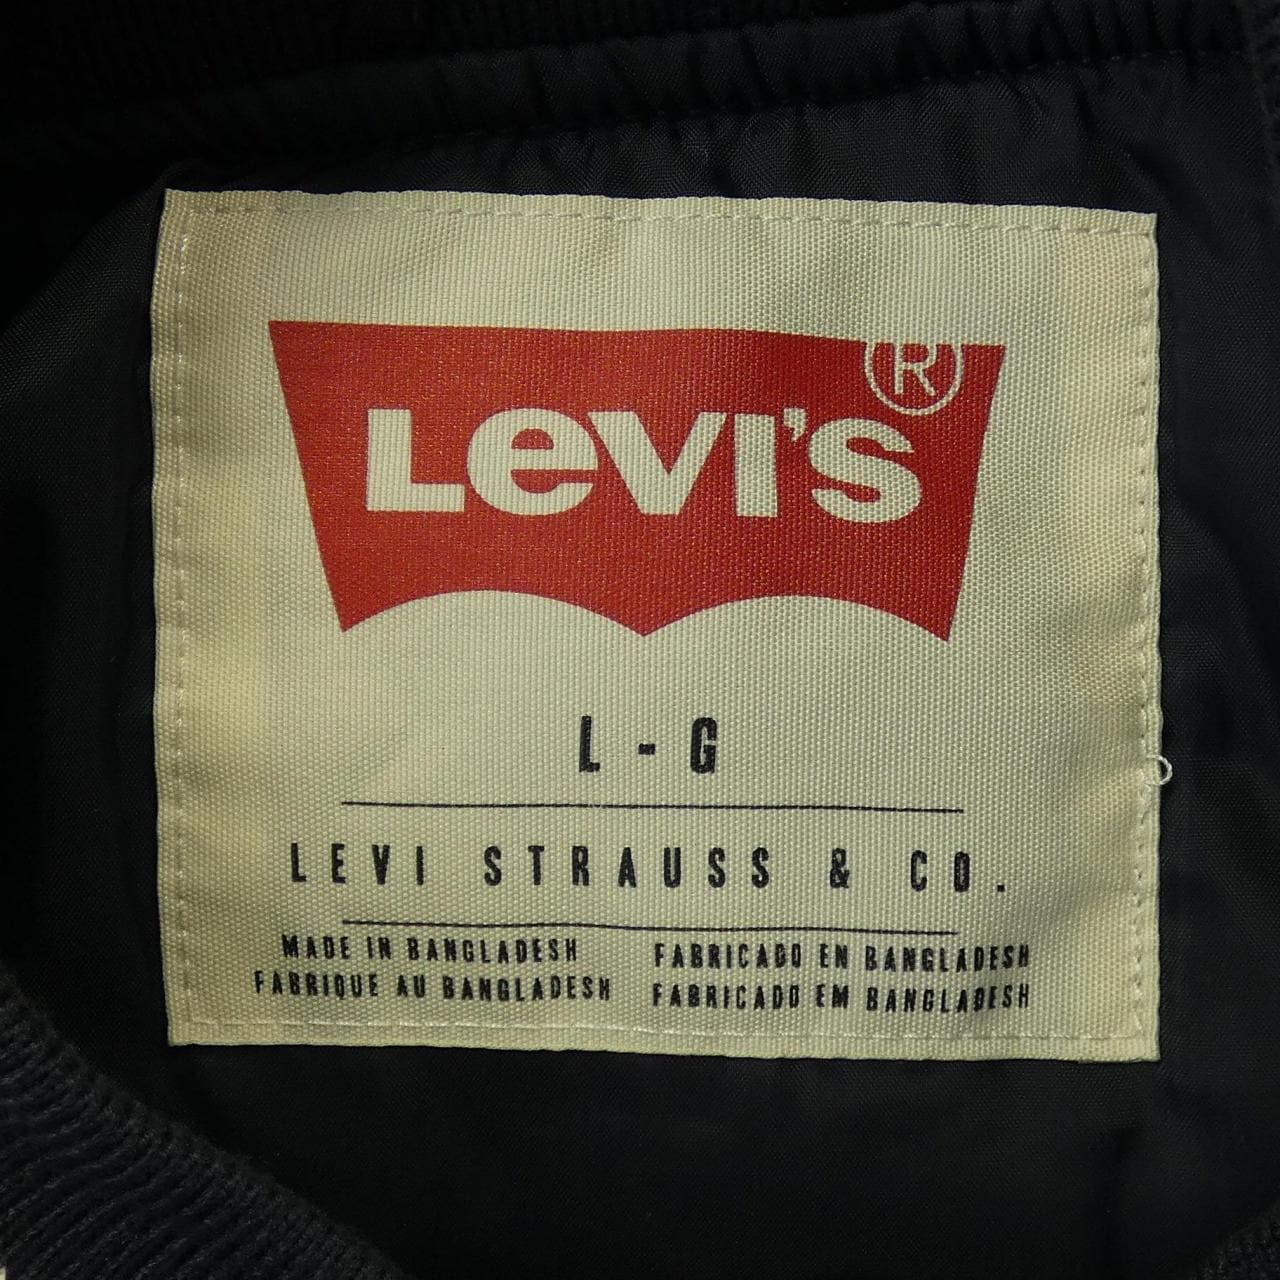 LEVI'S®
L - G
LEVI STRAUSS & CO.
MADE IN BANGLADESH
FABRIQUE AU BANGLADESH
FABRICADO EN BANGLADESH
FABRICADO EM BANGLADESH